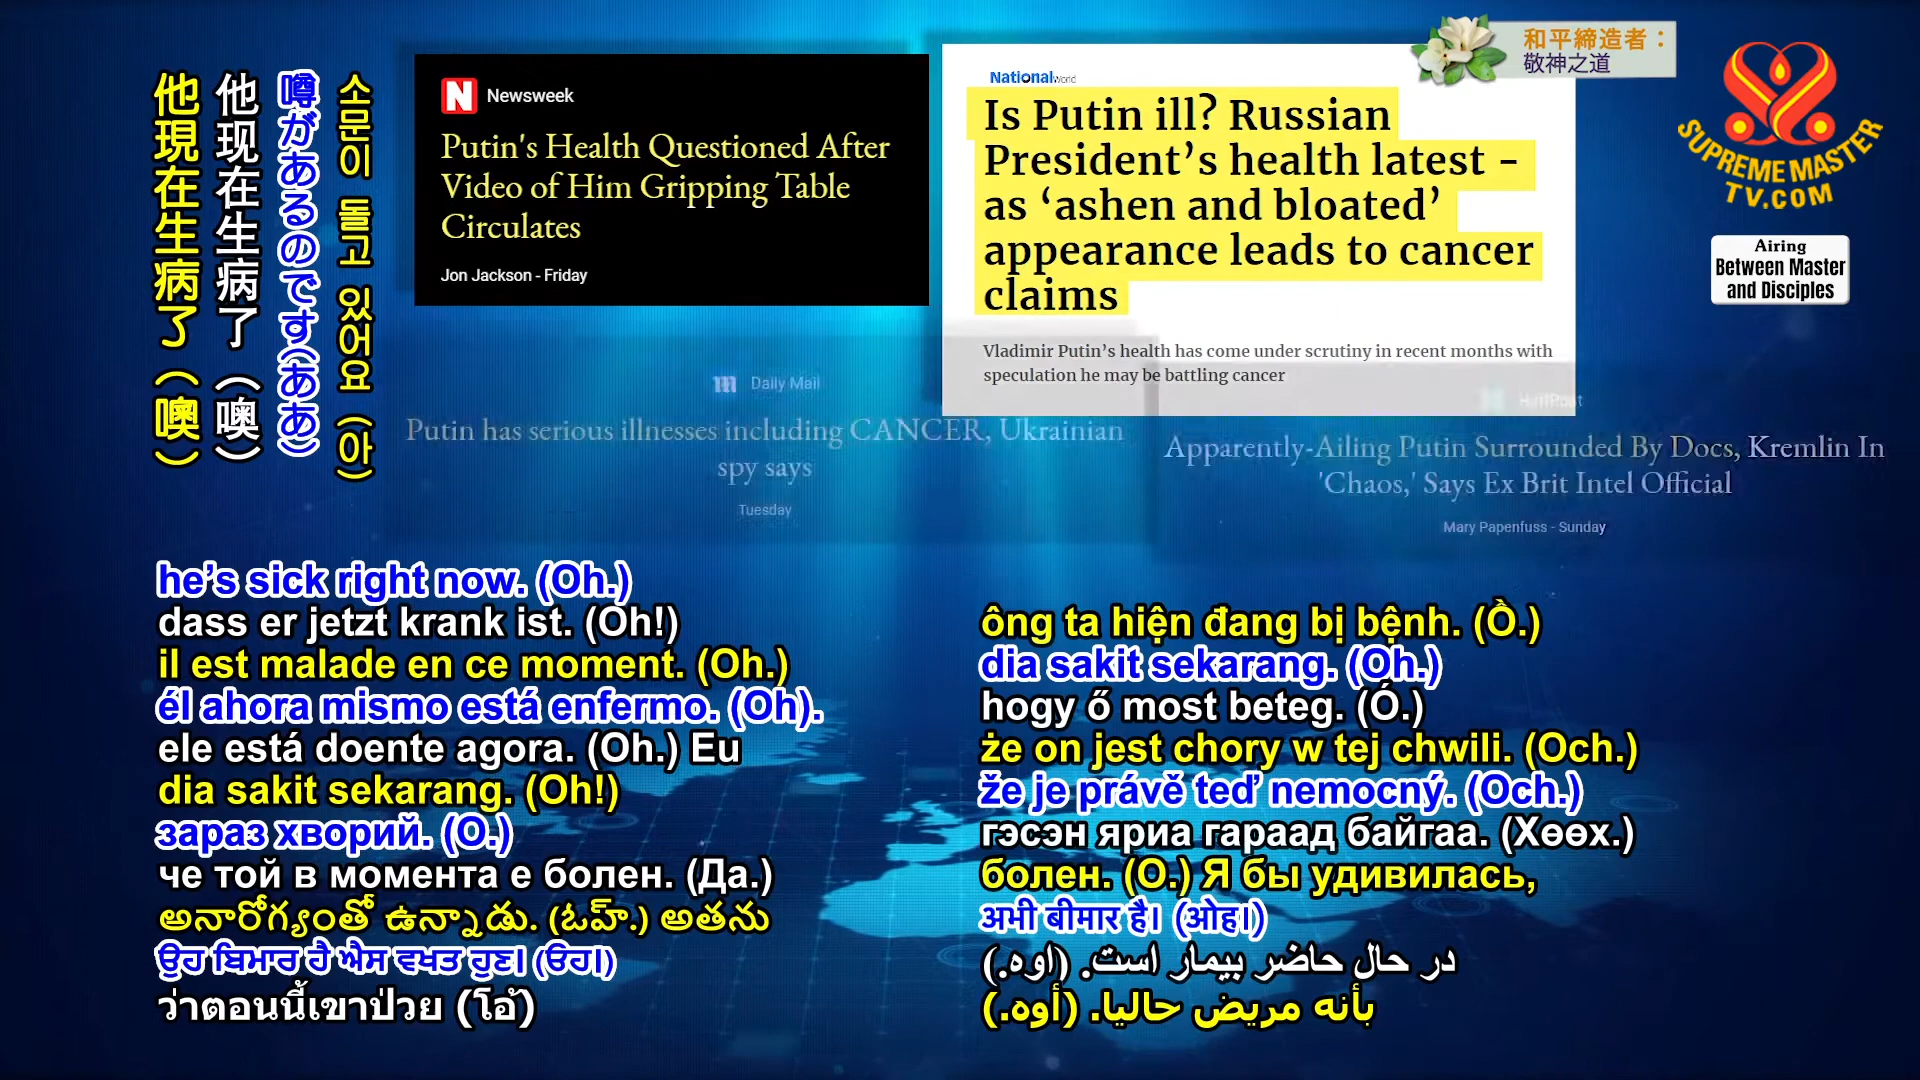 他現在生病了（噢）
他现在生病了（噢）
噂があるのです(ああ)
소문이 돌고 있어요 (아)
Newsweek
Putin's Health Questioned After
Video of Him Gripping Table
Circulates
Jon Jackson - Friday
NationalWorld
Is Putin ill? Russian
President’s health latest -
as ‘ashen and bloated’
appearance leads to cancer
claims
Vladimir Putin’s health has come under scrutiny in recent months with
speculation he may be battling cancer
和平締造者：
敬神之道
SUPREME MASTER
TV.COM
Airing
Between Master
and Disciples
Daily Mail
Putin has serious illnesses including CANCER, Ukrainian
spy says
Tuesday
HuffPost
Apparently-Ailing Putin Surrounded By Docs, Kremlin In
'Chaos,' Says Ex Brit Intel Official
Mary Papenfuss - Sunday
he’s sick right now. (Oh.)
dass er jetzt krank ist. (Oh!)
il est malade en ce moment. (Oh.)
él ahora mismo está enfermo. (Oh).
ele está doente agora. (Oh.) Eu
dia sakit sekarang. (Oh!)
зараз хворий. (О.)
че той в момента е болен. (Да.)
అనారోగ్యంతో ఉన్నాడు. (ఓహ్.) అతను
ਉਹ ਬਿਮਾਰ ਹੈ ਐਸ ਵਖਤ ਹੁਣ। (ਓਹ।)
ว่าตอนนี้เขาป่วย (โอ้)
ông ta hiện đang bị bệnh. (Ồ.)
dia sakit sekarang. (Oh.)
hogy ő most beteg. (Ó.)
że on jest chory w tej chwili. (Och.)
že je právě teď nemocný. (Och.)
гэсэн яриа гараад байгаа. (Хөөх.)
болен. (О.) Я бы удивилась,
अभी बीमार है। (ओह।)
در حال حاضر بیمار است. (اوه.)
بأنه مريض حاليا. (أوه.)